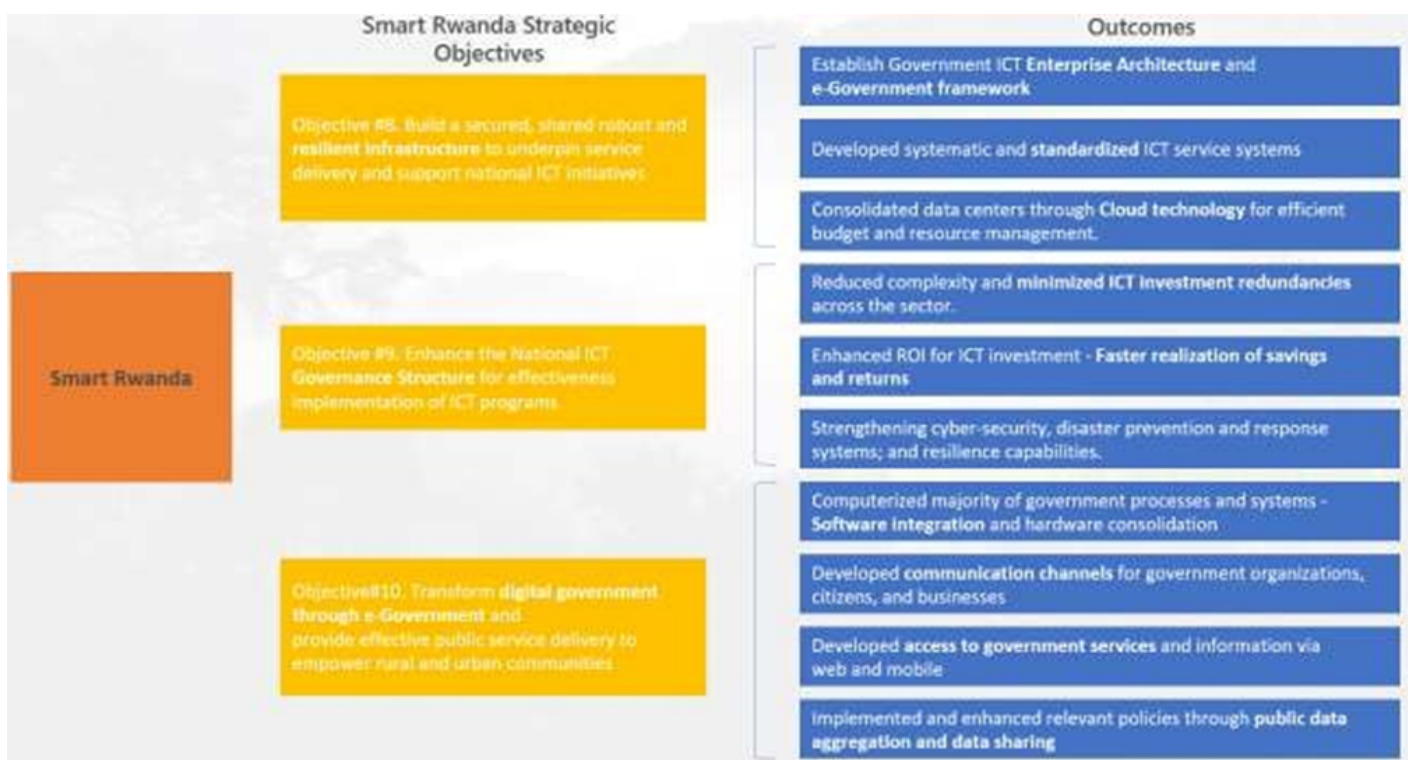 Smart Rwanda Strategic
Objectives
Outcomes
Smart Rwanda
Objective #8. Build a secured, shared robust and
resilient infrastructure to underpin service
delivery and support national ICT initiatives
Establish Government ICT Enterprise Architecture and
e-Government framework
Developed systematic and standardized ICT service systems
Consolidated data centers through Cloud technology for efficient
budget and resource management.
Objective #9. Enhance the National ICT
Governance Structure for effectiveness
implementation of ICT programs
Reduced complexity and minimized ICT investment redundancies
across the sector.
Enhanced ROI for ICT investment - Faster realization of savings
and returns
Strengthening cyber-security, disaster prevention and response
systems; and resilience capabilities.
Objective#10. Transform digital government
through e-Government and
provide effective public service delivery to
empower rural and urban communities
Computerized majority of government processes and systems -
Software integration and hardware consolidation
Developed communication channels for government organizations,
citizens, and businesses
Developed access to government services and information via
web and mobile
Implemented and enhanced relevant policies through public data
aggregation and data sharing